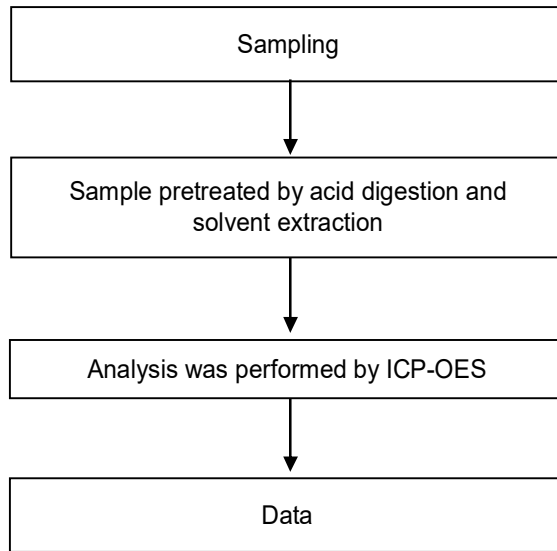 Sampling
Sample pretreated by acid digestion and
solvent extraction
Analysis was performed by ICP-OES
Data